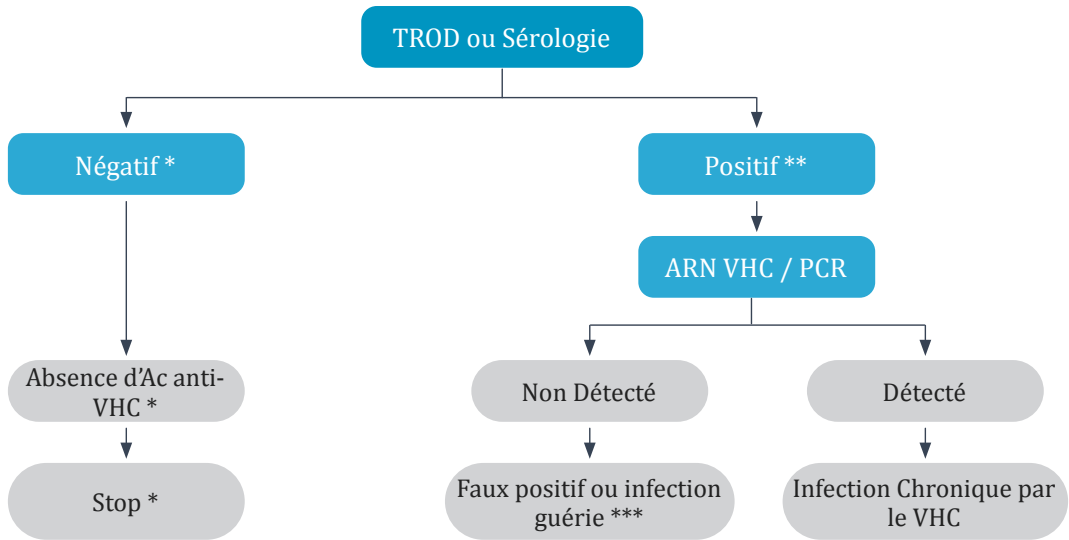 TROD ou Sérologie
Négatif *
Positif **
ARN VHC / PCR
Absence d'Ac anti-
VHC *
Non Détecté
Détecté
Stop *
Faux positif ou infection
guérie ***
Infection Chronique par
le VHC